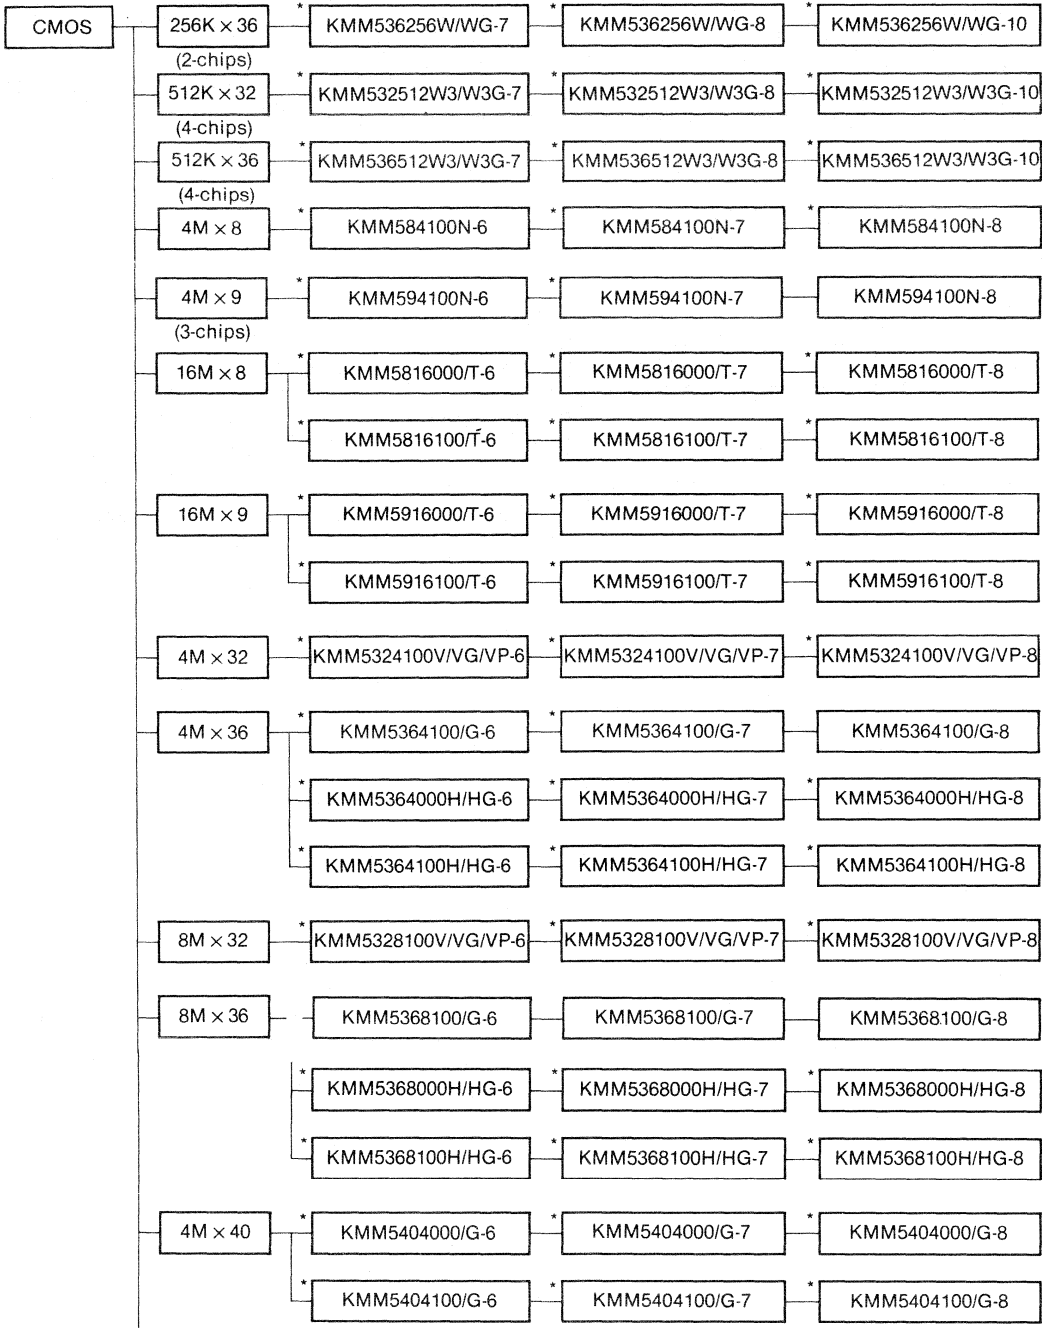 CMOS
256K × 36 * KMM536256W/WG-7 * KMM536256W/WG-8 * KMM536256W/WG-10
(2-chips)
512K × 32 * KMM532512W3/W3G-7 * KMM532512W3/W3G-8 * KMM532512W3/W3G-10
(4-chips)
512K × 36 * KMM536512W3/W3G-7 * KMM536512W3/W3G-8 * KMM536512W3/W3G-10
(4-chips)
4M × 8 * KMM584100N-6 * KMM584100N-7 * KMM584100N-8
4M × 9 * KMM594100N-6 * KMM594100N-7 KMM594100N-8
(3-chips)
16M × 8 * KMM5816000/T-6 * KMM5816000/T-7 * KMM5816000/T-8
* KMM5816100/T-6 * KMM5816100/T-7 * KMM5816100/T-8
16M × 9 * KMM5916000/T-6 * KMM5916000/T-7 * KMM5916000/T-8
* KMM5916100/T-6 * KMM5916100/T-7 * KMM5916100/T-8
4M × 32 * KMM5324100V/VG/VP-6 * KMM5324100V/VG/VP-7 * KMM5324100V/VG/VP-8
4M × 36 * KMM5364100/G-6 * KMM5364100/G-7 KMM5364100/G-8
* KMM5364000H/HG-6 * KMM5364000H/HG-7 * KMM5364000H/HG-8
* KMM5364100H/HG-6 * KMM5364100H/HG-7 * KMM5364100H/HG-8
8M × 32 * KMM5328100V/VG/VP-6 * KMM5328100V/VG/VP-7 * KMM5328100V/VG/VP-8
8M × 36 KMM5368100/G-6 KMM5368100/G-7 KMM5368100/G-8
* KMM5368000H/HG-6 * KMM5368000H/HG-7 * KMM5368000H/HG-8
* KMM5368100H/HG-6 * KMM5368100H/HG-7 * KMM5368100H/HG-8
4M × 40 * KMM5404000/G-6 * KMM5404000/G-7 * KMM5404000/G-8
* KMM5404100/G-6 * KMM5404100/G-7 * KMM5404100/G-8